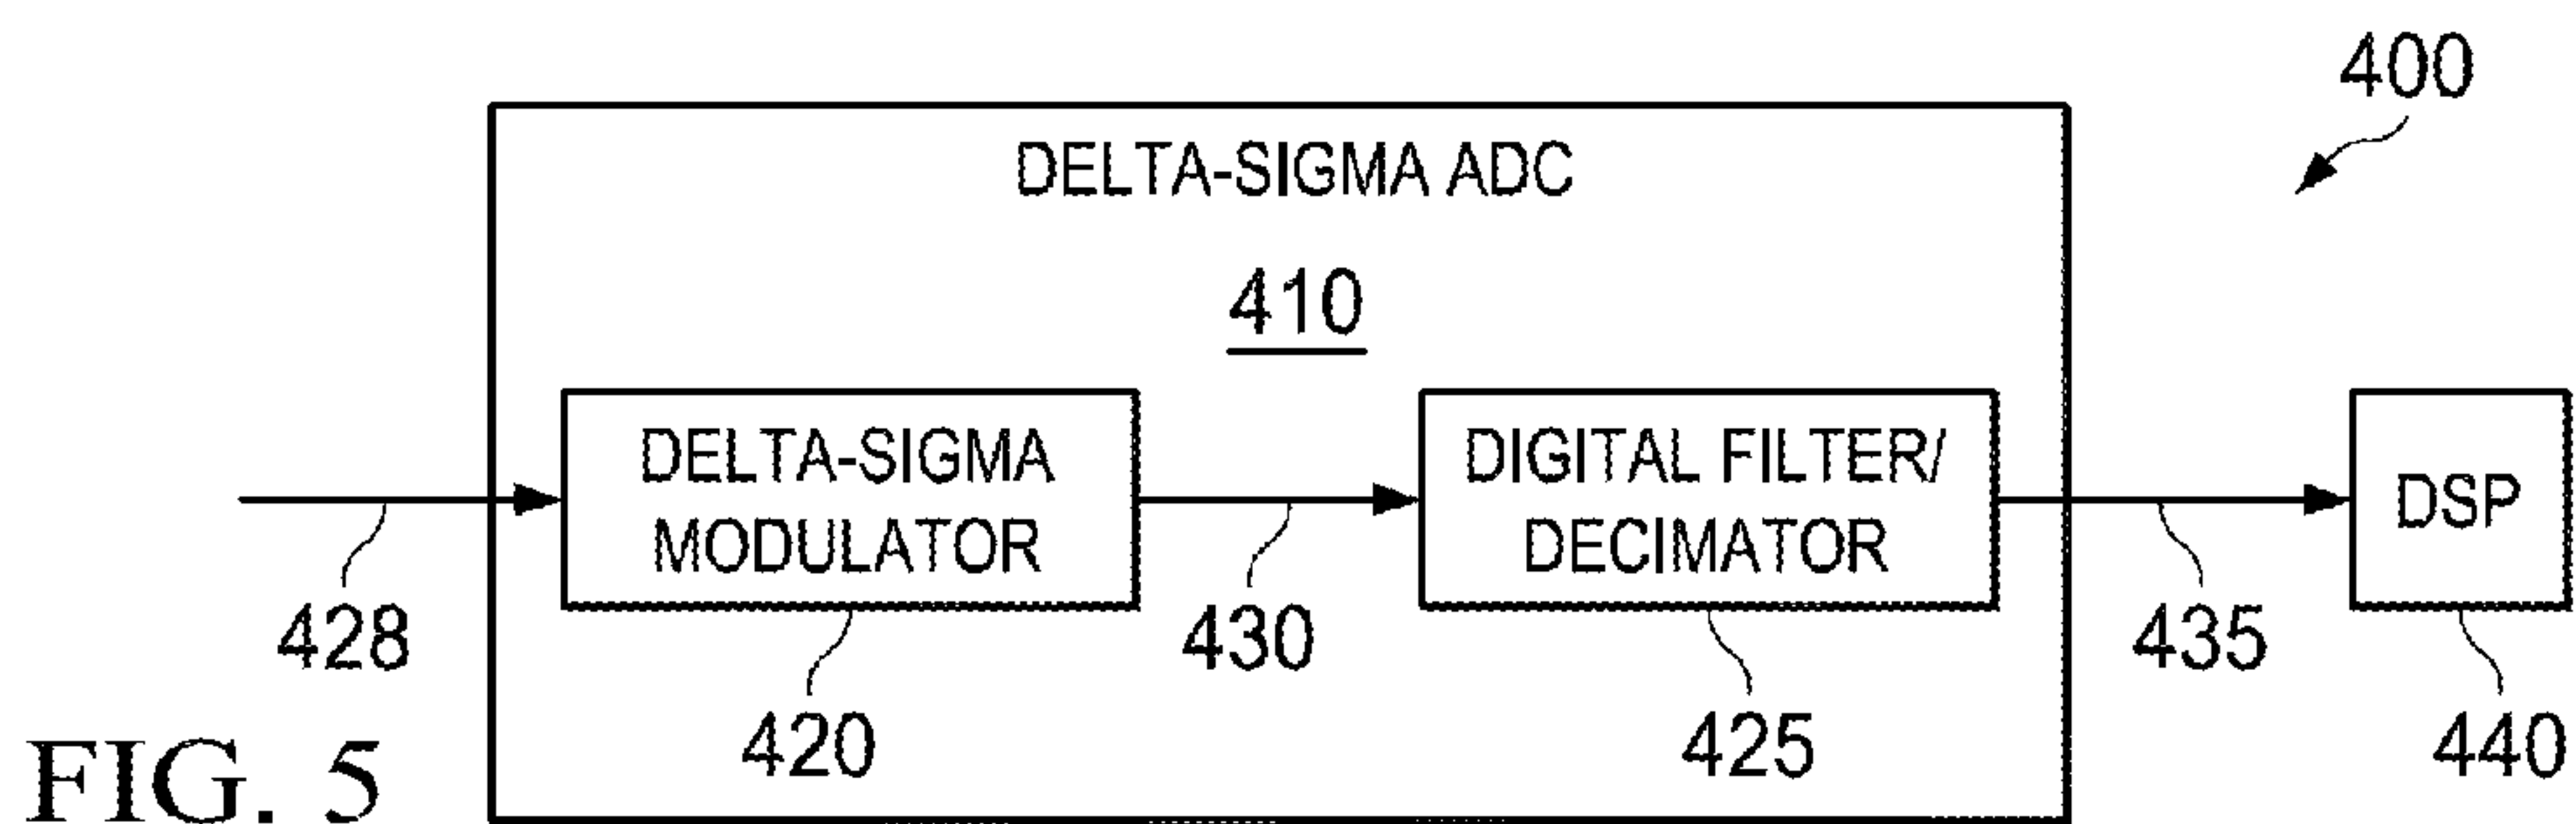 400
DELTA-SIGMA ADC
410
DELTA-SIGMA
MODULATOR
DIGITAL FILTER/
DECIMATOR
DSP
428
430
435
420
425
440
FIG. 5